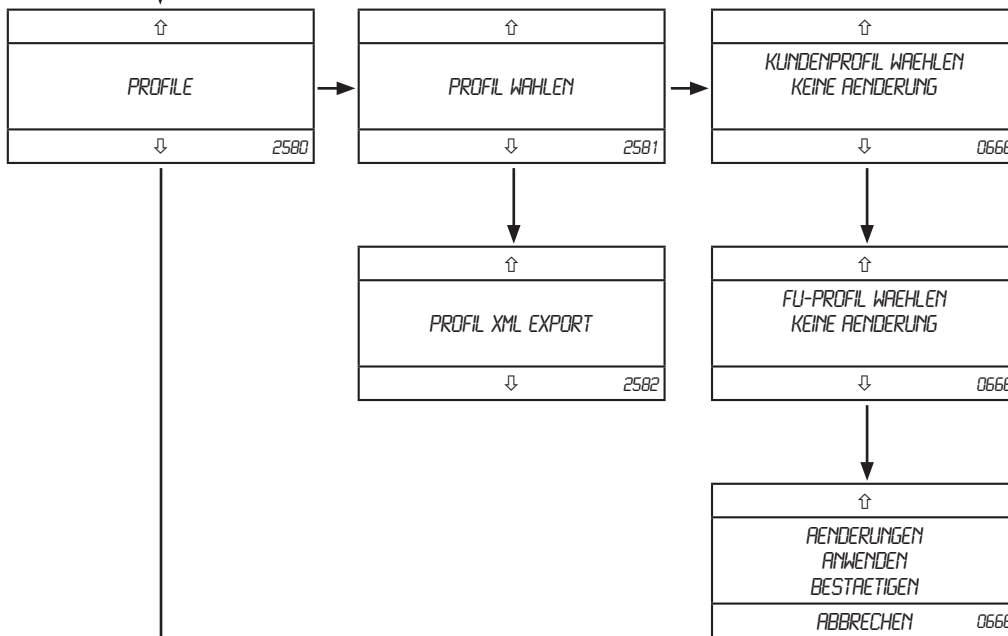 PROFILE
2580
PROFIL WAHLEN
2581
KUNDENPROFIL WAEHLEN
KEINE AENDERUNG
PROFIL XML EXPORT
2582
FU-PROFIL WAEHLEN
KEINE AENDERUNG
AENDERUNGEN
ANWENDEN
BESTAETIGEN
ABBRECHEN